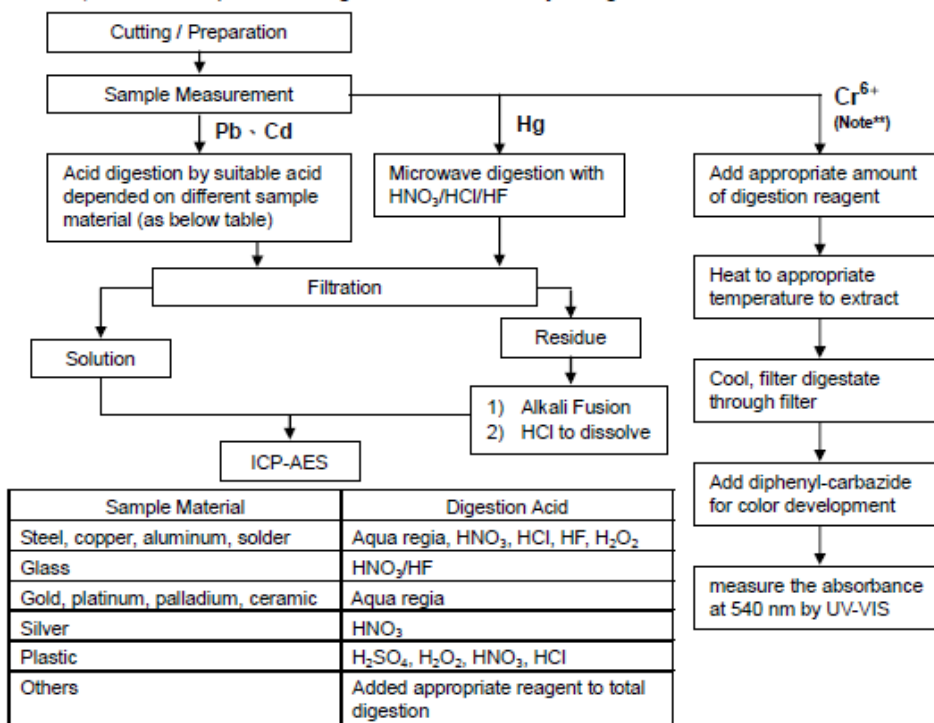 Cutting / Preparation
Sample Measurement
Pb、Cd
Hg
Cr⁶⁺
(Note**)
Acid digestion by suitable acid
depended on different sample
material (as below table)
Microwave digestion with
HNO₃/HCl/HF
Add appropriate amount
of digestion reagent
Filtration
Heat to appropriate
temperature to extract
Solution
Residue
Cool, filter digestate
through filter
1) Alkali Fusion
2) HCl to dissolve
ICP-AES
Add diphenyl-carbazide
for color development
measure the absorbance
at 540 nm by UV-VIS
Sample Material Digestion Acid
Steel, copper, aluminum, solder Aqua regia, HNO₃, HCl, HF, H₂O₂
Glass HNO₃/HF
Gold, platinum, palladium, ceramic Aqua regia
Silver HNO₃
Plastic H₂SO₄, H₂O₂, HNO₃, HCl
Others Added appropriate reagent to total
digestion